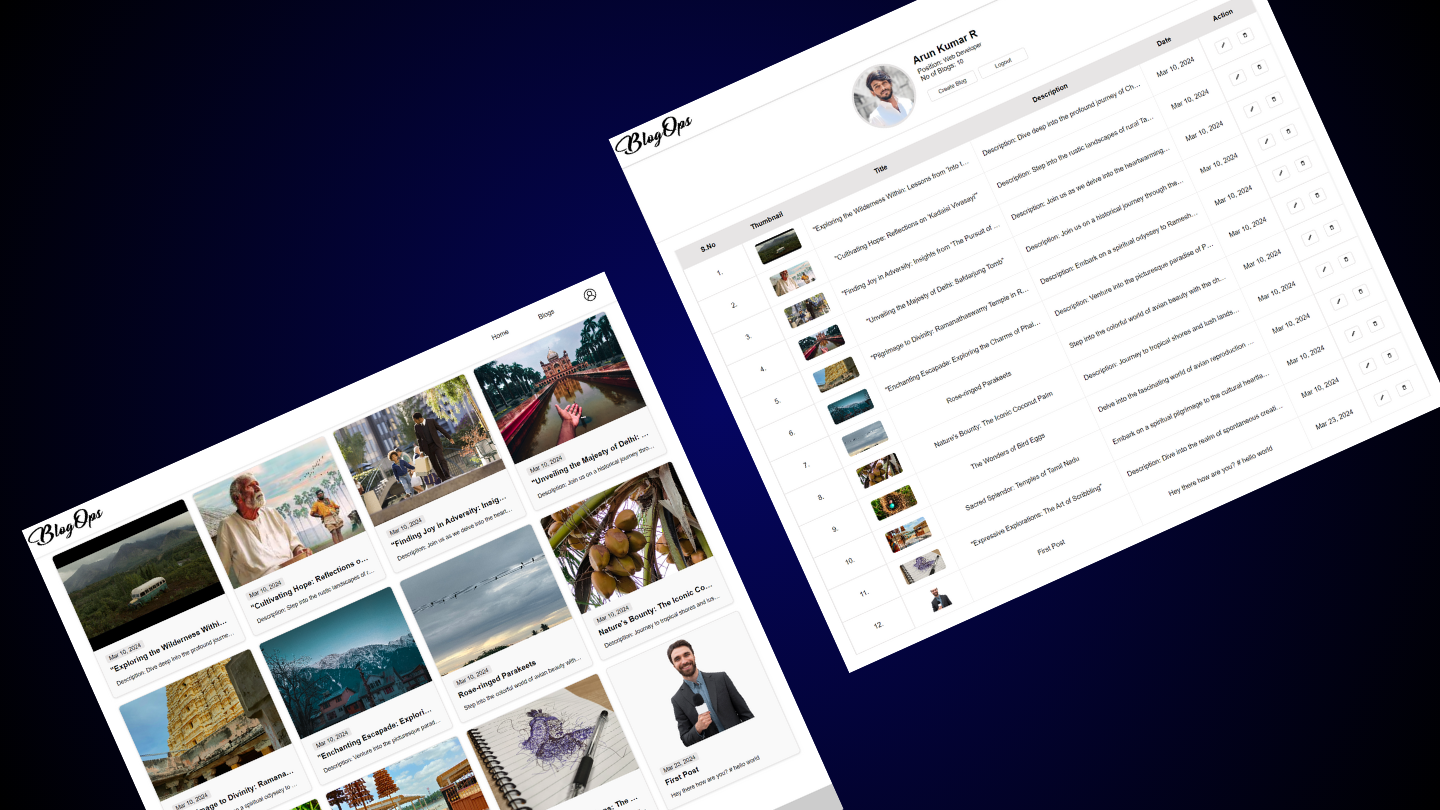 BlogOps
Home
Blogs
Mar 10, 2024
"Exploring the Wilderness Withi...
Description: Dive deep into the profound journe...
Mar 10, 2024
"Cultivating Hope: Reflections o...
Description: Step into the rustic landscapes of r...
Mar 10, 2024
"Finding Joy in Adversity: Insig...
Description: Join us as we delve into the heart...
Mar 10, 2024
"Unveiling the Majesty of Delhi: ...
Description: Join us on a historical journey thro...
Mar 10, 2024
image to Divinity: Ramana...
a spiritual odyssey to ...
Mar 10, 2024
"Enchanting Escapade: Explori...
Description: Venture into the picturesque parad...
Mar 10, 2024
Rose-ringed Parakeets
Step into the colorful world of avian beauty with...
Mar 10, 2024
Nature's Bounty: The Iconic Co...
Description: Journey to tropical shores and lus...
The ...
Mar 23, 2024
First Post
Hey there how are you? # hello world
BlogOps
Arun Kumar R
Position: Web Developer
No of Blogs: 10
Create Blog
Logout
S.No Thumbnail Title Description Date Action
1. "Exploring the Wilderness Within: Lessons from 'Into t... Description: Dive deep into the profound journey of Ch... Mar 10, 2024
2. "Cultivating Hope: Reflections on 'Kadaisi Vivasayi'" Description: Step into the rustic landscapes of rural Ta... Mar 10, 2024
3. "Finding Joy in Adversity: Insights from 'The Pursuit of ... Description: Join us as we delve into the heartwarming... Mar 10, 2024
4. "Unveiling the Majesty of Delhi: Safdarjung Tomb" Description: Join us on a historical journey through the... Mar 10, 2024
5. "Pilgrimage to Divinity: Ramanathaswamy Temple in R... Description: Embark on a spiritual odyssey to Ramesh... Mar 10, 2024
6. "Enchanting Escapade: Exploring the Charms of Phal... Description: Venture into the picturesque paradise of P... Mar 10, 2024
7. Rose-ringed Parakeets Step into the colorful world of avian beauty with the ch... Mar 10, 2024
8. Nature's Bounty: The Iconic Coconut Palm Description: Journey to tropical shores and lush lands... Mar 10, 2024
9. The Wonders of Bird Eggs Delve into the fascinating world of avian reproduction ... Mar 10, 2024
10. Sacred Splendor: Temples of Tamil Nadu Embark on a spiritual pilgrimage to the cultural heartla... Mar 10, 2024
11. "Expressive Explorations: The Art of Scribbling" Description: Dive into the realm of spontaneous creati... Mar 10, 2024
12. First Post Hey there how are you? # hello world Mar 23, 2024